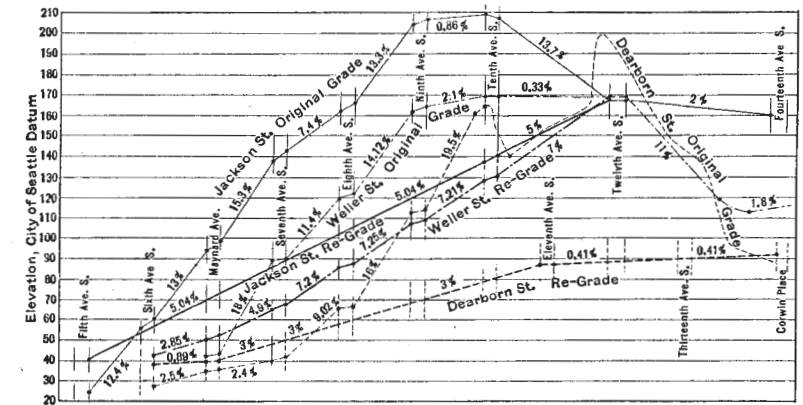 Elevation, City of Seattle Datum
210
200
190
180
170
160
150
140
130
120
110
100
90
80
70
60
50
40
30
20
Fifth Ave. S.
Sixth Ave. S.
Maynard Ave.
Seventh Ave. S.
Eighth Ave. S.
Ninth Ave. S.
Tenth Ave. S.
Eleventh Ave. S.
Twelfth Ave. S.
Thirteenth Ave. S.
Fourteenth Ave. S.
Corwin Place
Jackson St. Original Grade
12.4%
13%
15.3%
7.4%
13.3%
0.86%
13.7%
2%
Weller St. Original Grade
2.85%
0.89%
18%
11.4%
14.12%
2.1%
0.33%
11%
1.8%
Jackson St. Re-Grade
5.04%
5.04%
5%
Weller St. Re-Grade
4.9%
7.2%
7.25%
7.21%
7%
Dearborn St. Original Grade
2.5%
2.4%
9.02%
16%
19.5%
Dearborn St. Re-Grade
3%
3%
3%
0.41%
0.41%